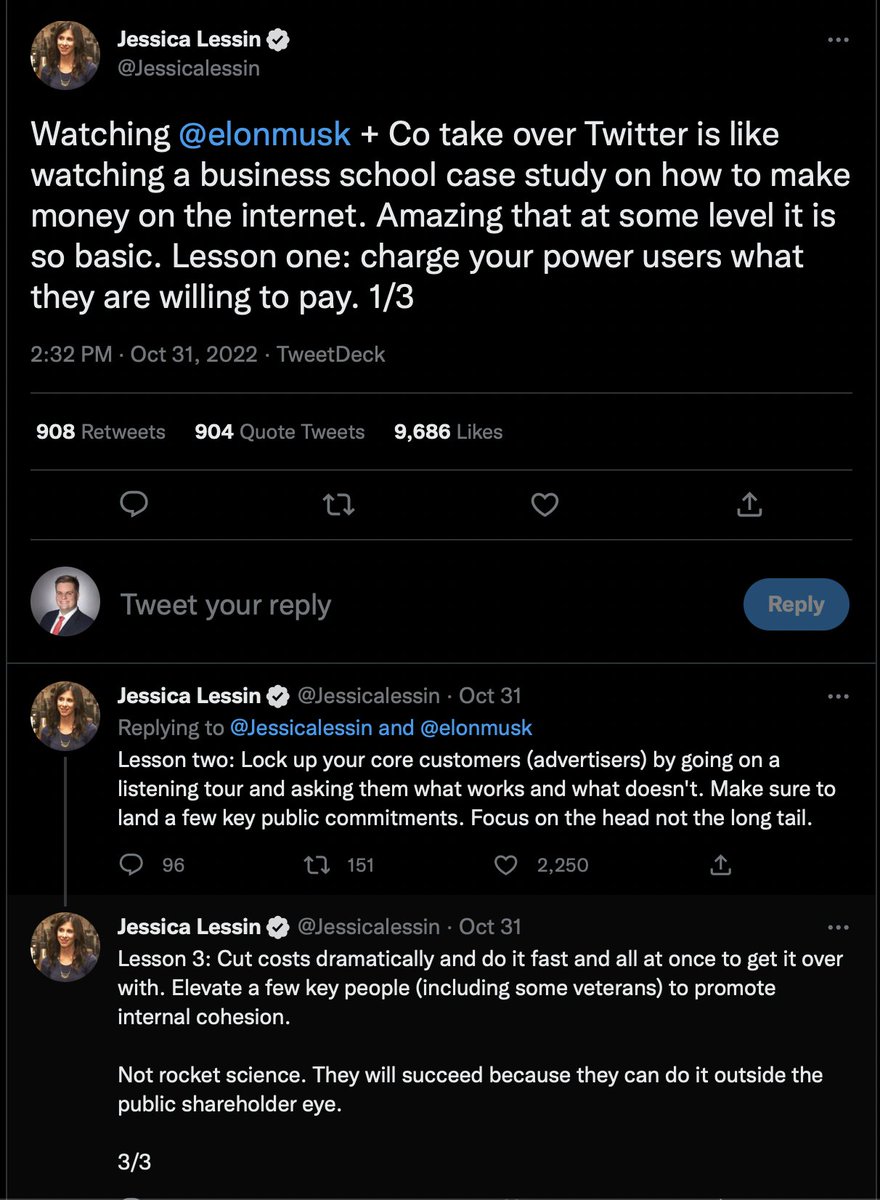 Jessica Lessin
@Jessicalessin
Watching @elonmusk + Co take over Twitter is like
watching a business school case study on how to make
money on the internet. Amazing that at some level it is
so basic. Lesson one: charge your power users what
they are willing to pay. 1/3
2:32 PM · Oct 31, 2022 · TweetDeck
908 Retweets 904 Quote Tweets 9,686 Likes
Tweet your reply
Reply
Jessica Lessin @Jessicalessin · Oct 31
Replying to @Jessicalessin and @elonmusk
Lesson two: Lock up your core customers (advertisers) by going on a
listening tour and asking them what works and what doesn't. Make sure to
land a few key public commitments. Focus on the head not the long tail.
96 151 2,250
Jessica Lessin @Jessicalessin · Oct 31
Lesson 3: Cut costs dramatically and do it fast and all at once to get it over
with. Elevate a few key people (including some veterans) to promote
internal cohesion.
Not rocket science. They will succeed because they can do it outside the
public shareholder eye.
3/3